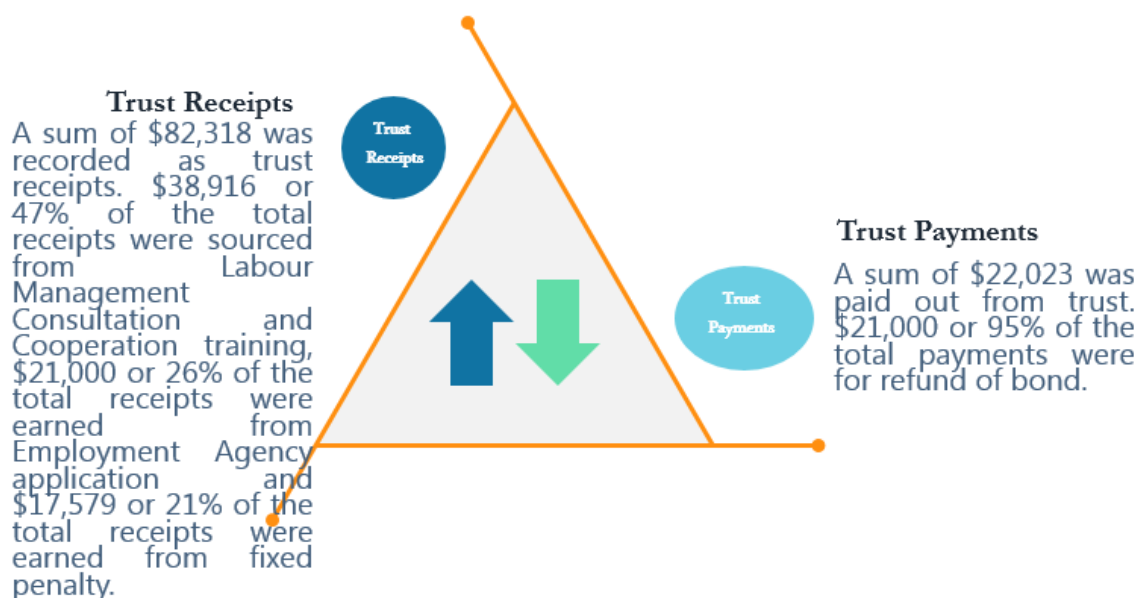 Trust Receipts
A sum of $82,318 was
recorded as trust
receipts. $38,916 or
47% of the total
receipts were sourced
from Labour
Management
Consultation and
Cooperation training,
$21,000 or 26% of the
total receipts were
earned from
Employment Agency
application and
$17,579 or 21% of the
total receipts were
earned from fixed
penalty.
Trust
Receipts
Trust
Payments
Trust Payments
A sum of $22,023 was
paid out from trust.
$21,000 or 95% of the
total payments were
for refund of bond.